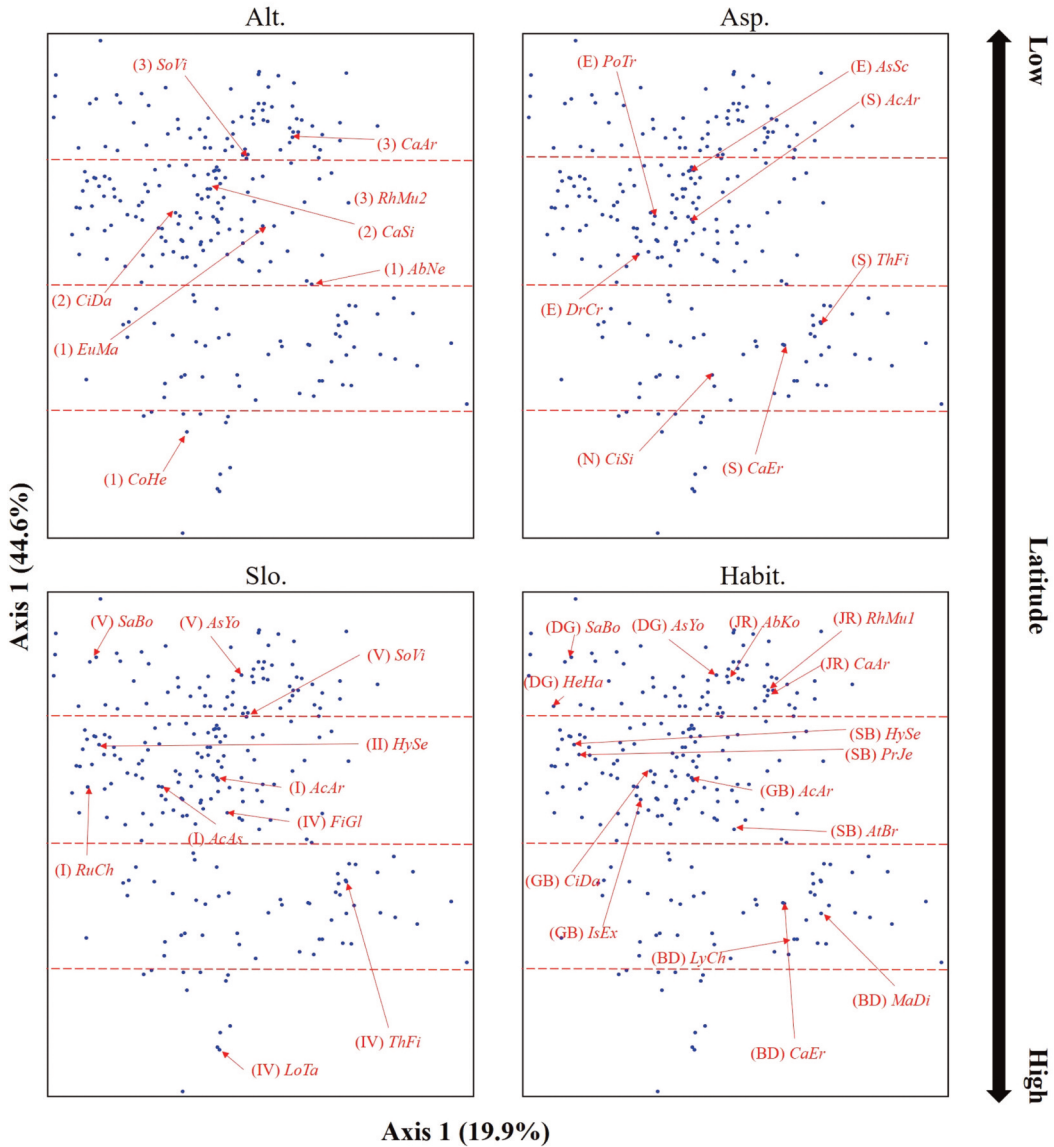 Alt.
Asp.
Low
(3) SoVi
(3) CaAr
(3) RhMu2
(2) CaSi
(1) AbNe
(2) CiDa
(1) EuMa
(1) CoHe
(E) PoTr
(E) AsSc
(S) AcAr
(S) ThFi
(E) DrCr
(N) CiSi
(S) CaEr
Axis 1 (44.6%)
Latitude
Slo.
Habit.
(V) SaBo
(V) AsYo
(V) SoVi
(II) HySe
(I) AcAr
(IV) FiGl
(I) AcAs
(I) RuCh
(IV) ThFi
(IV) LoTa
(DG) SaBo
(DG) AsYo
(JR) AbKo
(JR) RhMu1
(JR) CaAr
(DG) HeHa
(SB) HySe
(SB) PrJe
(GB) AcAr
(SB) AtBr
(GB) CiDa
(GB) IsEx
(BD) LyCh
(BD) MaDi
(BD) CaEr
High
Axis 1 (19.9%)